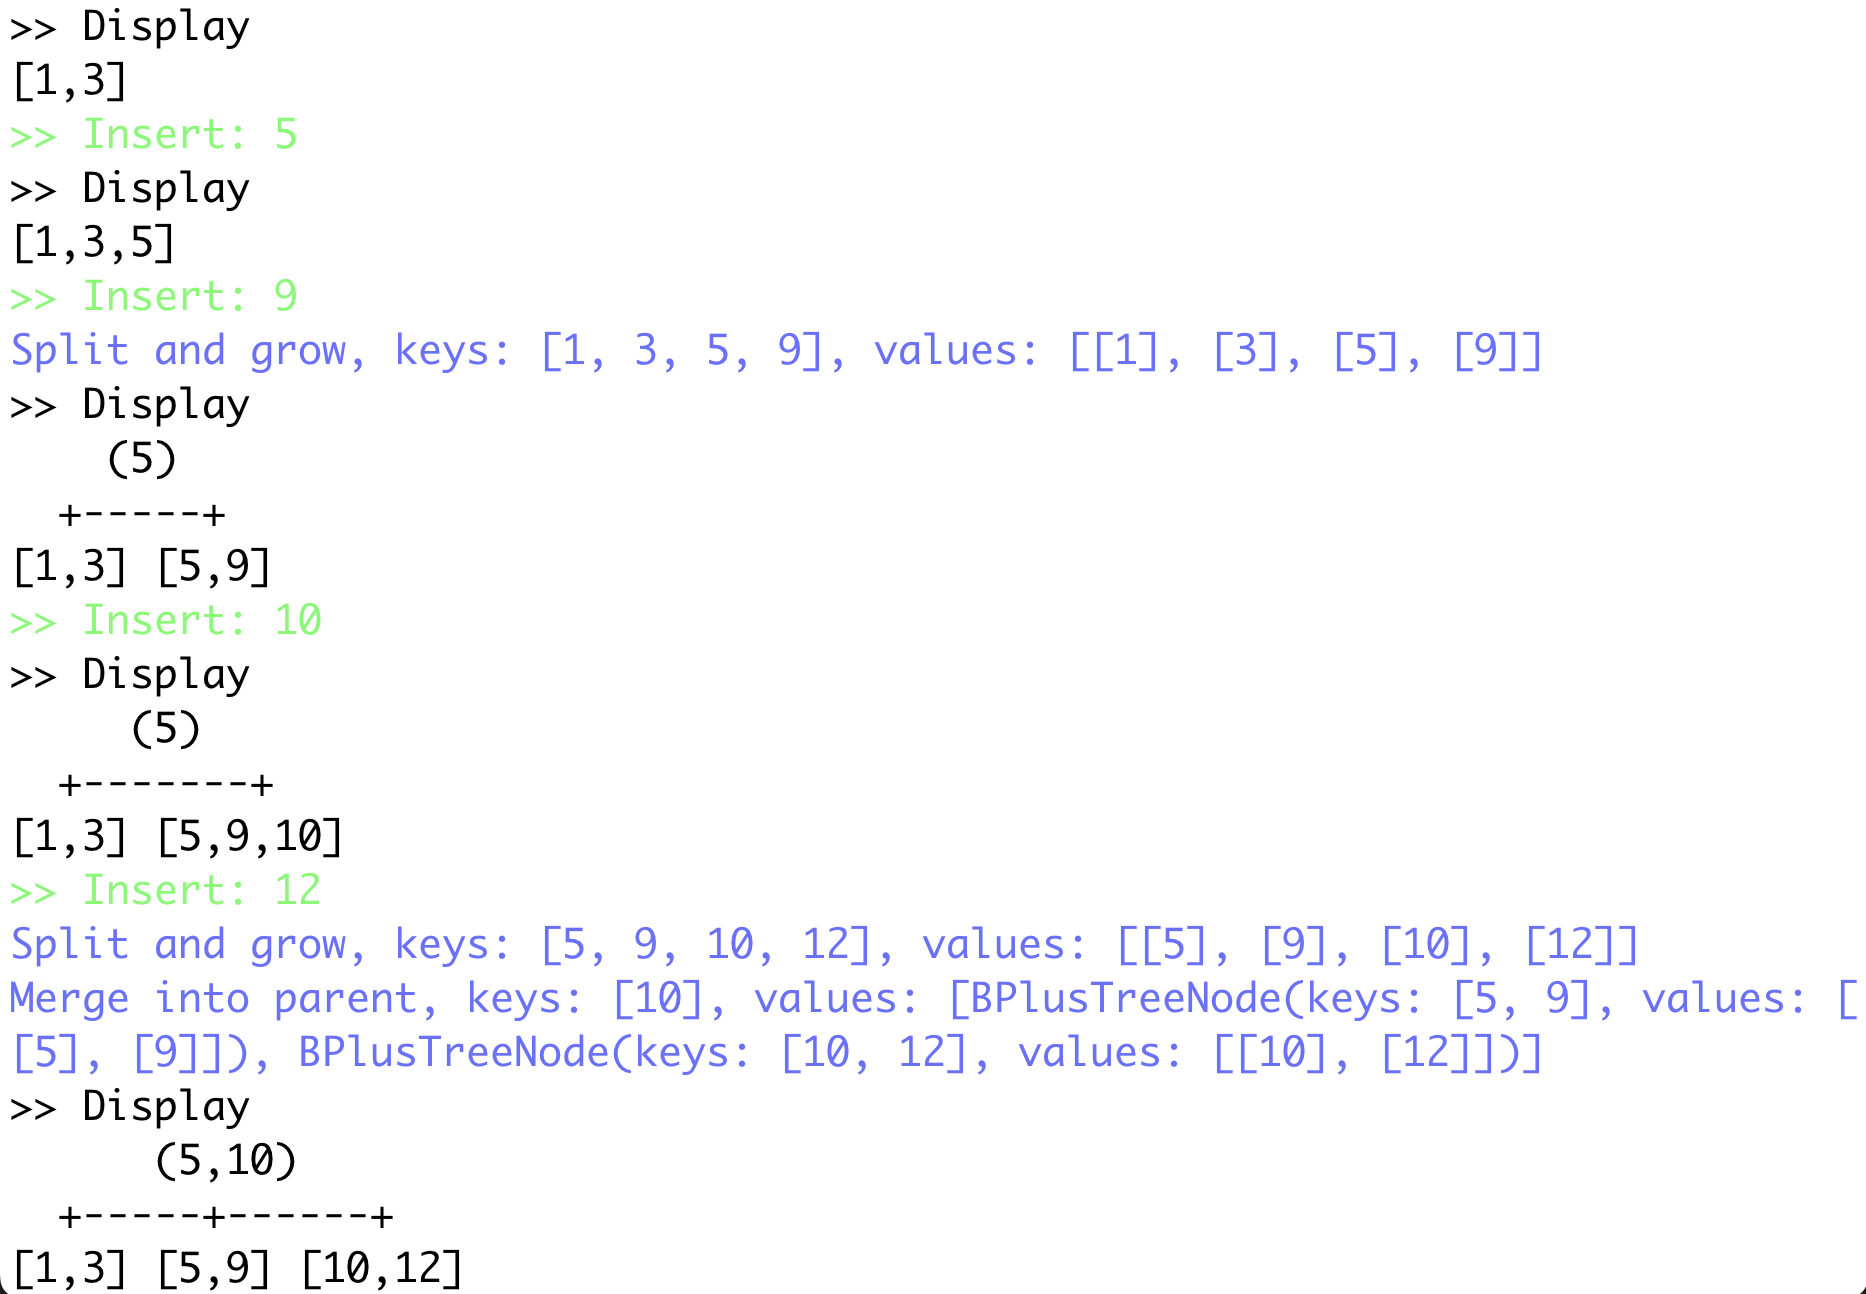 >> Display
[1,3]
>> Insert: 5
>> Display
[1,3,5]
>> Insert: 9
Split and grow, keys: [1, 3, 5, 9], values: [[1], [3], [5], [9]]
>> Display
    (5)
  +-----+
[1,3] [5,9]
>> Insert: 10
>> Display
     (5)
  +-------+
[1,3] [5,9,10]
>> Insert: 12
Split and grow, keys: [5, 9, 10, 12], values: [[5], [9], [10], [12]]
Merge into parent, keys: [10], values: [BPlusTreeNode(keys: [5, 9], values: [
[5], [9]]), BPlusTreeNode(keys: [10, 12], values: [[10], [12]])]
>> Display
      (5,10)
  +-----+------+
[1,3] [5,9] [10,12]